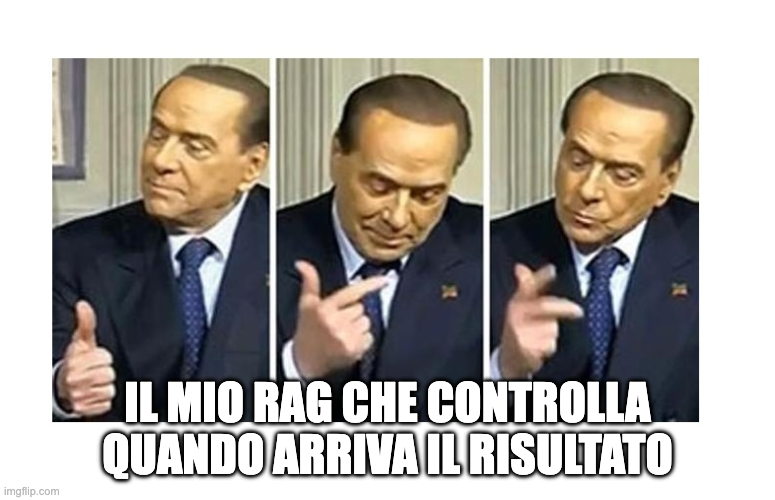 IL MIO RAG CHE CONTROLLA
QUANDO ARRIVA IL RISULTATO
imgflip.com